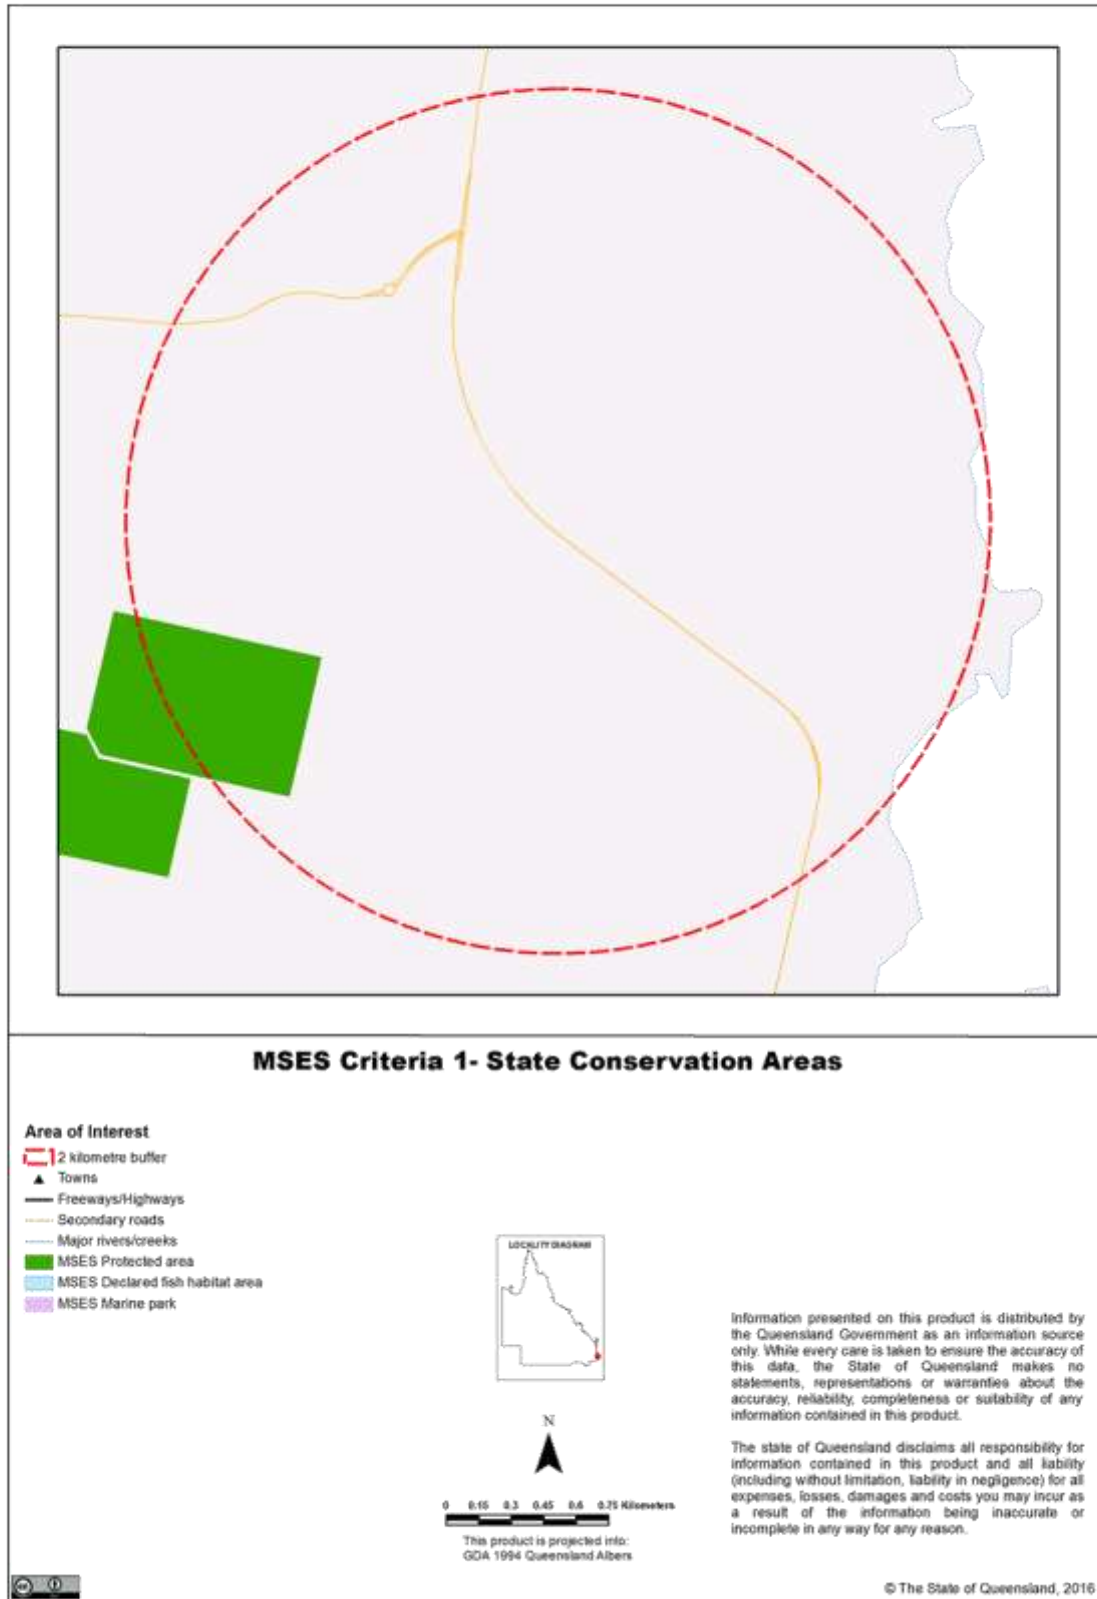 MSES Criteria 1- State Conservation Areas
Area of Interest
2 kilometre buffer
Towns
Freeways/Highways
Secondary roads
Major rivers/creeks
MSES Protected area
MSES Declared fish habitat area
MSES Marine park
LOCALITY DIAGRAM
N
0 0.15 0.3 0.45 0.6 0.75 Kilometers
This product is projected into:
GDA 1994 Queensland Albers
Information presented on this product is distributed by
the Queensland Government as an information source
only. While every care is taken to ensure the accuracy of
this data, the State of Queensland makes no
statements, representations or warranties about the
accuracy, reliability, completeness or suitability of any
information contained in this product.
The state of Queensland disclaims all responsibility for
information contained in this product and all liability
(including without limitation, liability in negligence) for all
expenses, losses, damages and costs you may incur as
a result of the information being inaccurate or
incomplete in any way for any reason.
© The State of Queensland, 2016